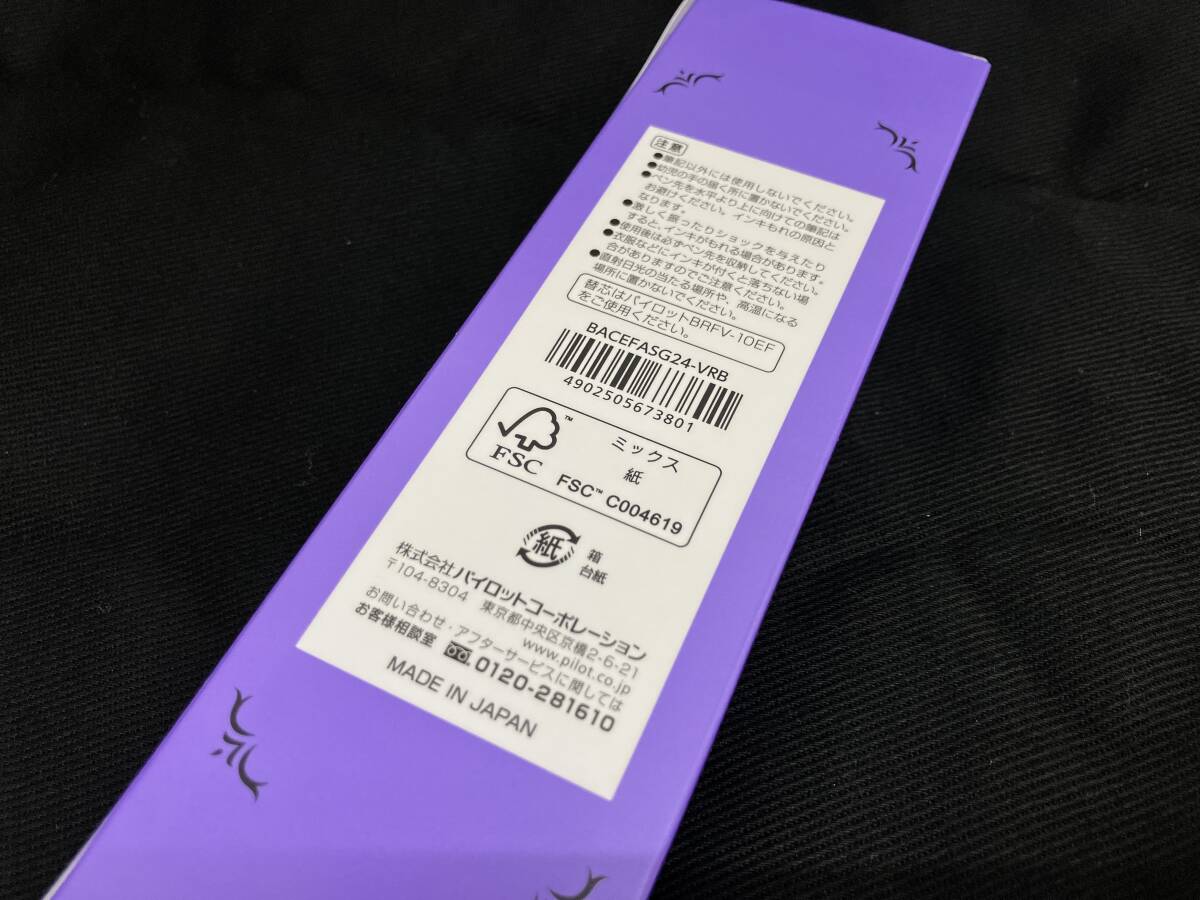 注意
●筆記以外には使用しないでください。
●幼児の手の届く所に置かないでください。
●ペン先を水平より上に向けての筆記は
お避けください。インキもれの原因と
なります。
●激しく振ったりショックを与えたり
すると、インキがもれる場合があります。
●使用後は必ずペン先を収納してください。
●衣服などにインキが付くと落ちない場
合がありますのでご注意ください。
●直射日光の当たる場所や、高温になる
場所に置かないでください。
替芯はパイロットBRFV-10EF
をご使用ください。
BACEFASG24-VRB
4902505673801
FSC™
ミックス
紙
FSC™ C004619
紙
箱
台紙
株式会社パイロットコーポレーション
〒104-8304 東京都中央区京橋2-6-21
www.pilot.co.jp
お問い合わせ・アフターサービスに関しては
お客様相談室 0120-281610
MADE IN JAPAN